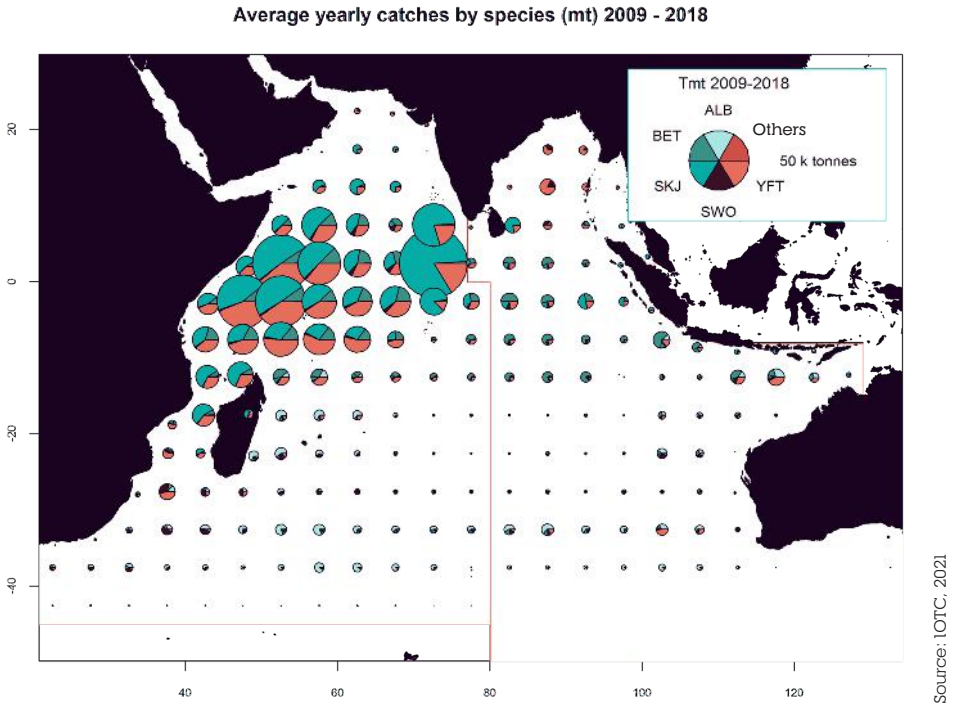 Average yearly catches by species (mt) 2009 - 2018
Tmt 2009-2018
ALB
BET
Others
50 k tonnes
SKJ
YFT
SWO
20
0
-20
-40
40
60
80
100
120
Source: IOTC, 2021